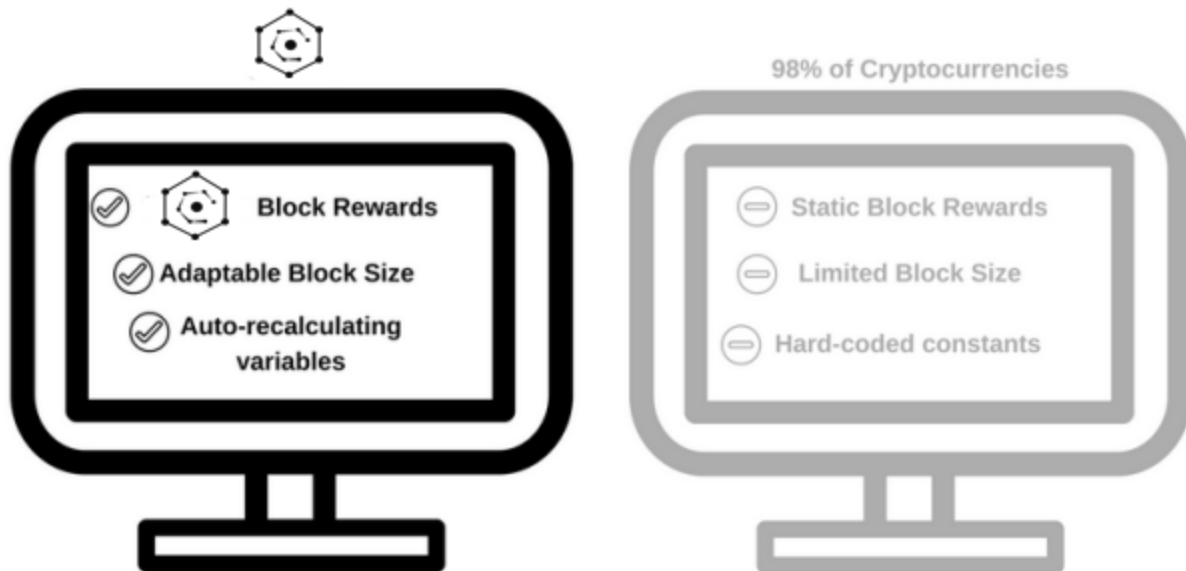 98% of Cryptocurrencies
Block Rewards
Adaptable Block Size
Auto-recalculating
variables
Static Block Rewards
Limited Block Size
Hard-coded constants